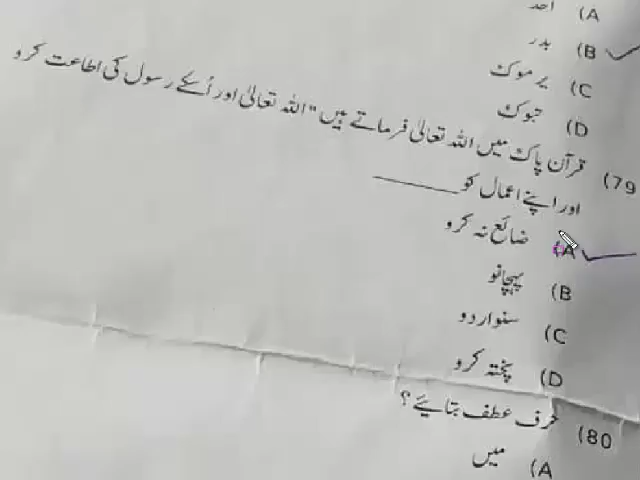 A) احد
B) بدر
C) یرموک
D) تبوک
79) قرآن پاک میں اللہ تعالیٰ فرماتے ہیں "اللہ تعالیٰ اور اُسکے رسول کی اطاعت کرو
اور اپنے اعمال کو ________
A) ضائع نہ کرو
B) پہچانو
C) سنوار دو
D) پختہ کرو
80) حرف عطف بتایئے؟
A) میں